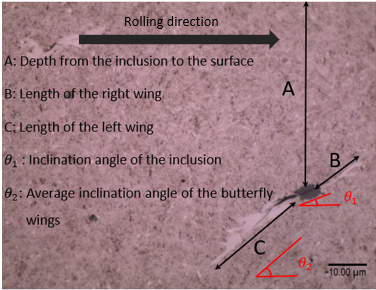 Rolling direction
A: Depth from the inclusion to the surface
B: Length of the right wing
C: Length of the left wing
θ1 : Inclination angle of the inclusion
θ2: Average inclination angle of the butterfly
wings
A
B
θ1
C
θ2
10.00 µm